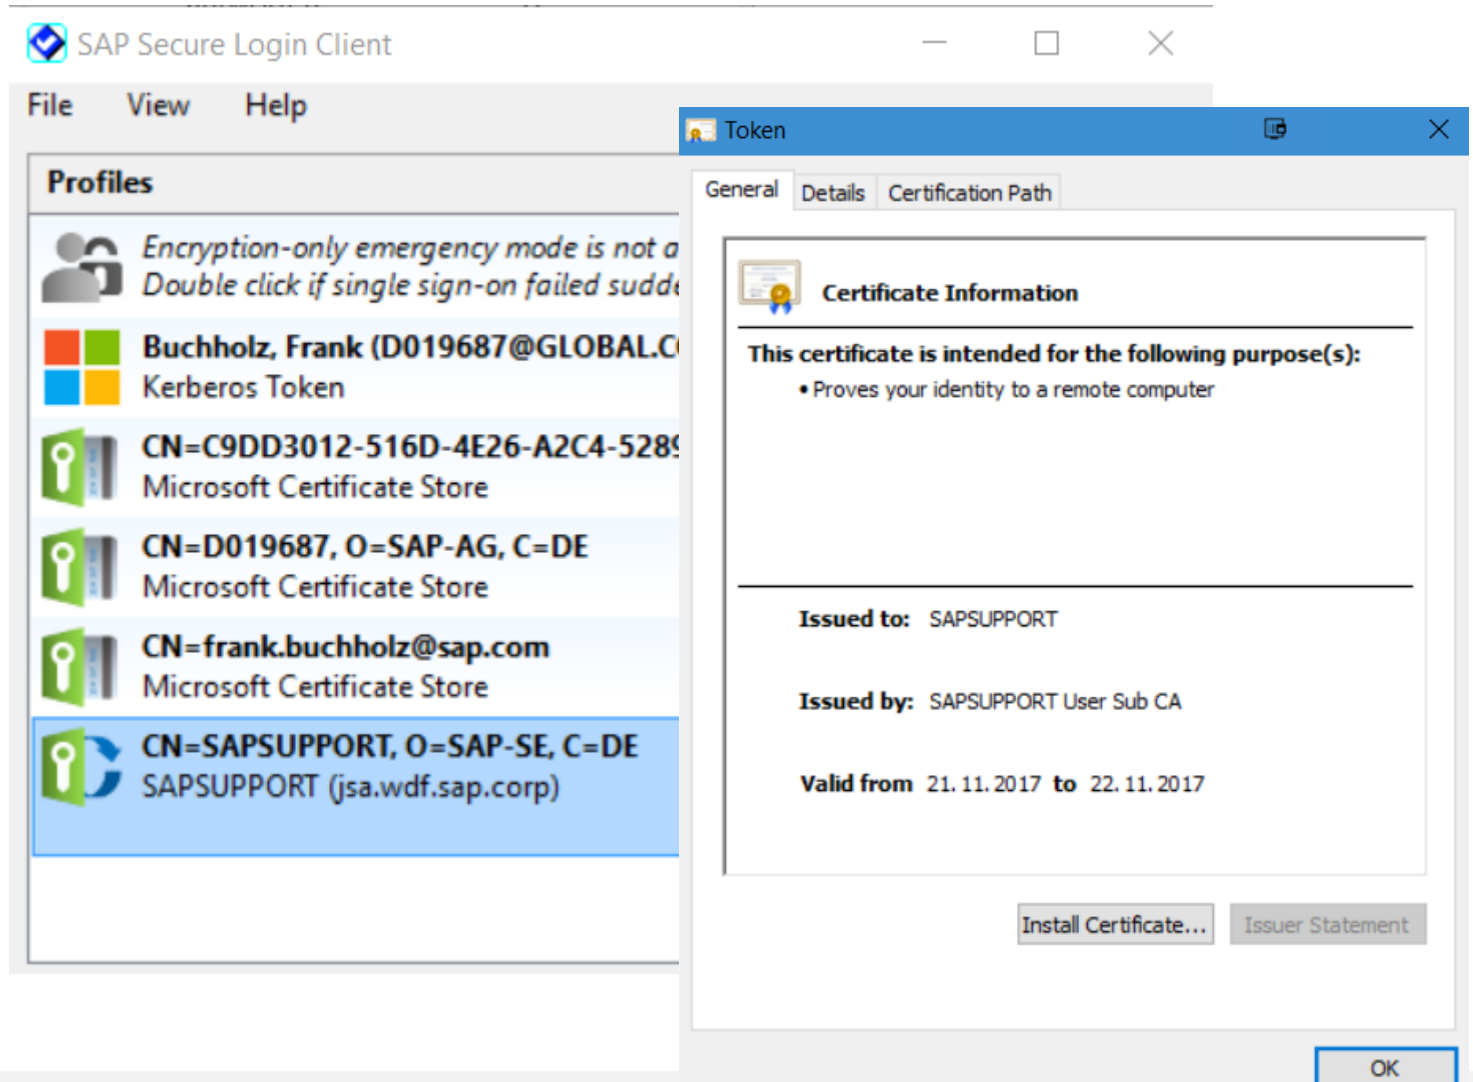 SAP Secure Login Client
File View Help
Profiles
Encryption-only emergency mode is not a
Double click if single sign-on failed sudde
Buchholz, Frank (D019687@GLOBAL.C
Kerberos Token
CN=C9DD3012-516D-4E26-A2C4-5289
Microsoft Certificate Store
CN=D019687, O=SAP-AG, C=DE
Microsoft Certificate Store
CN=frank.buchholz@sap.com
Microsoft Certificate Store
CN=SAPSUPPORT, O=SAP-SE, C=DE
SAPSUPPORT (jsa.wdf.sap.corp)
Token
General Details Certification Path
Certificate Information
This certificate is intended for the following purpose(s):
• Proves your identity to a remote computer
Issued to: SAPSUPPORT
Issued by: SAPSUPPORT User Sub CA
Valid from 21.11.2017 to 22.11.2017
Install Certificate... Issuer Statement
OK